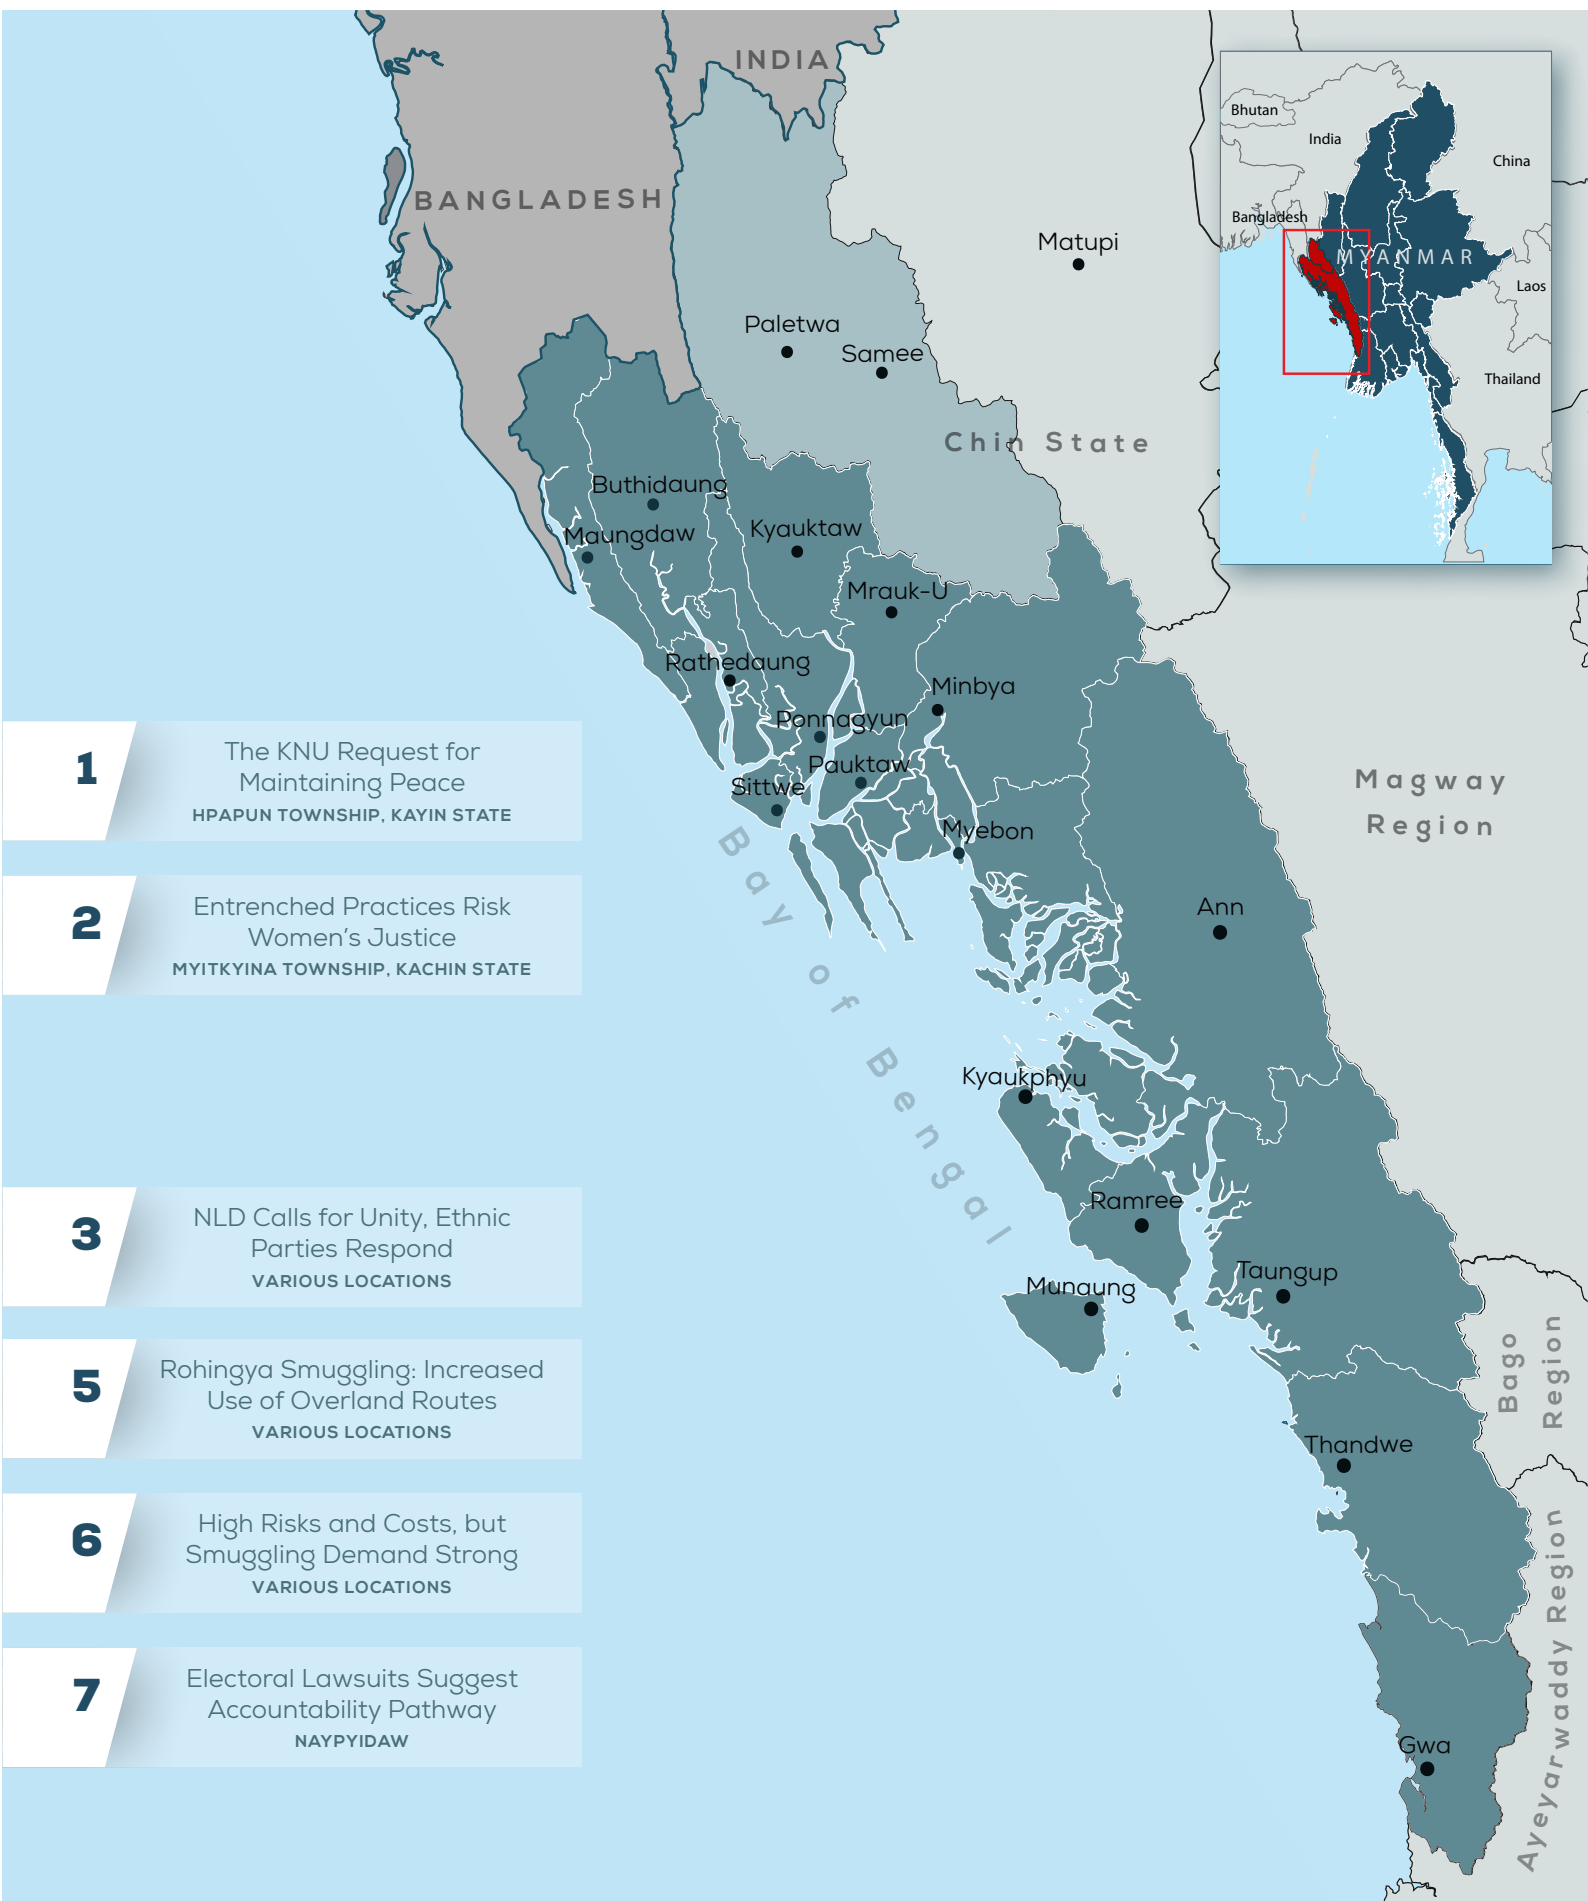 INDIA
BANGLADESH
Matupi
Paletwa
Samee
Chin State
Buthidaung
Maungdaw
Kyauktaw
Mrauk-U
Rathedaung
Minbya
Ponnagyun
Pauktaw
Sittwe
Myebon
Magway
Region
Ann
Bay of Bengal
Kyaukphyu
Ramree
Munaung
Taungup
Bago
Region
Thandwe
Ayeyarwaddy Region
Gwa
Bhutan
India
China
Bangladesh
MYANMAR
Laos
Thailand
1
The KNU Request for
Maintaining Peace
HPAPUN TOWNSHIP, KAYIN STATE
2
Entrenched Practices Risk
Women's Justice
MYITKYINA TOWNSHIP, KACHIN STATE
3
NLD Calls for Unity, Ethnic
Parties Respond
VARIOUS LOCATIONS
5
Rohingya Smuggling: Increased
Use of Overland Routes
VARIOUS LOCATIONS
6
High Risks and Costs, but
Smuggling Demand Strong
VARIOUS LOCATIONS
7
Electoral Lawsuits Suggest
Accountability Pathway
NAYPYIDAW